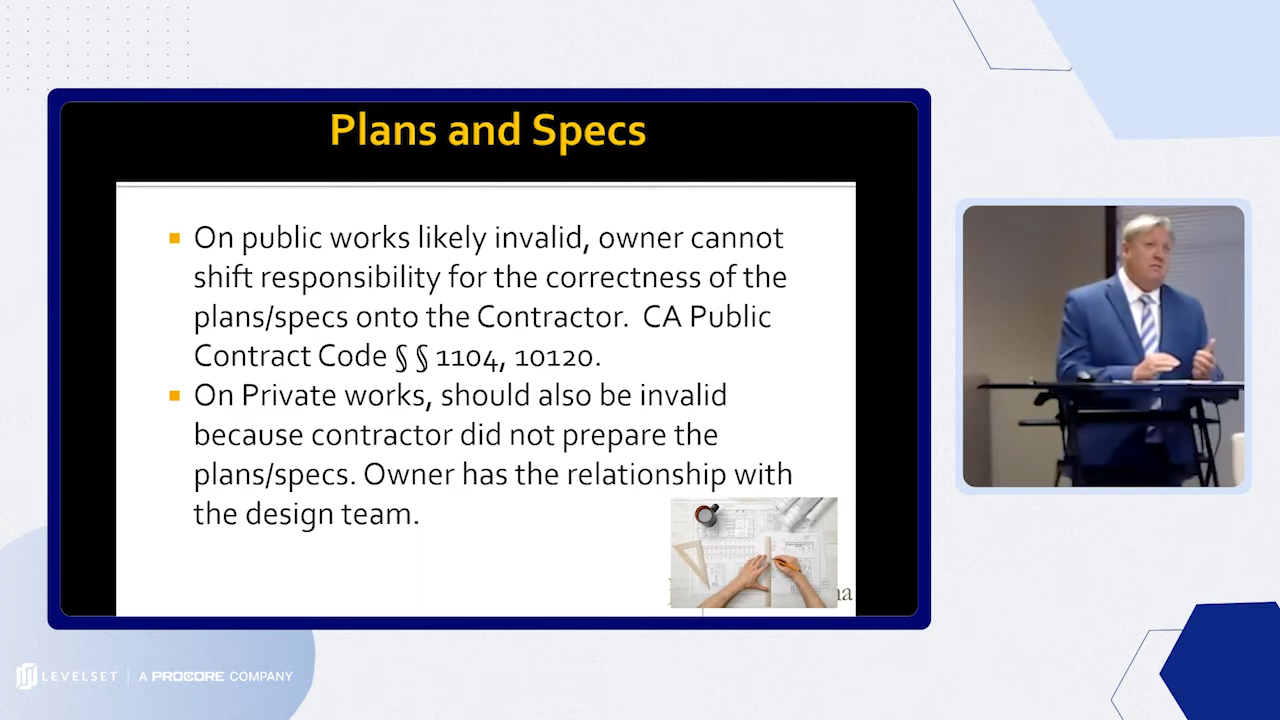 Plans and Specs
On public works likely invalid, owner cannot
shift responsibility for the correctness of the
plans/specs onto the Contractor. CA Public
Contract Code § § 1104, 10120.
On Private works, should also be invalid
because contractor did not prepare the
plans/specs. Owner has the relationship with
the design team.
LEVELSET | A PROCORE COMPANY